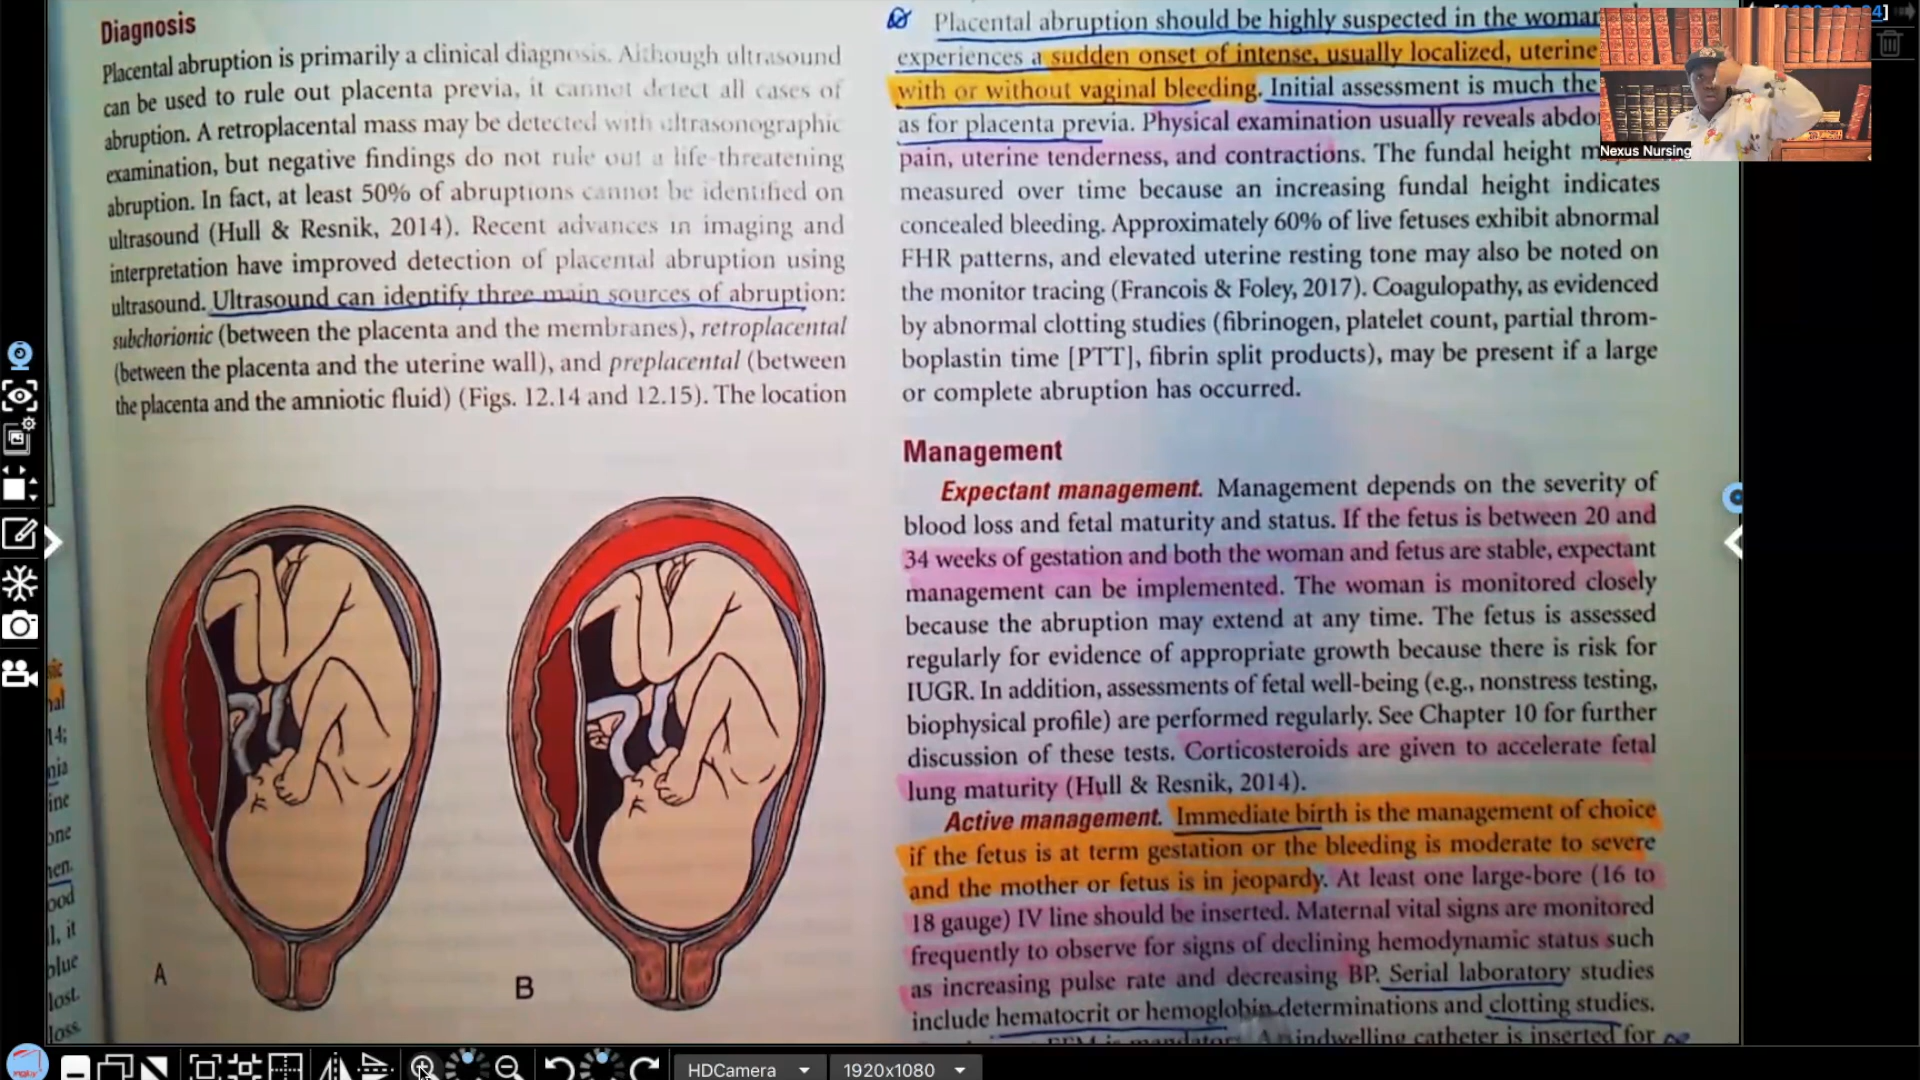 Diagnosis
Placental abruption is primarily a clinical diagnosis. Although ultrasound
can be used to rule out placenta previa, it cannot detect all cases of
abruption. A retroplacental mass may be detected with ultrasonographic
examination, but negative findings do not rule out a life-threatening
abruption. In fact, at least 50% of abruptions cannot be identified on
ultrasound (Hull & Resnik, 2014). Recent advances in imaging and
interpretation have improved detection of placental abruption using
ultrasound. Ultrasound can identify three main sources of abruption:
subchorionic (between the placenta and the membranes), retroplacental
(between the placenta and the uterine wall), and preplacental (between
the placenta and the amniotic fluid) (Figs. 12.14 and 12.15). The location
A
B
14;
ine
one
blue
lost.
loss.
Placental abruption should be highly suspected in the woman
experiences a sudden onset of intense, usually localized, uterine
with or without vaginal bleeding. Initial assessment is much the
as for placenta previa. Physical examination usually reveals
pain, uterine tenderness, and contractions. The fundal height
measured over time because an increasing fundal height indicates
concealed bleeding. Approximately 60% of live fetuses exhibit abnormal
FHR patterns, and elevated uterine resting tone may also be noted on
the monitor tracing (Francois & Foley, 2017). Coagulopathy, as evidenced
by abnormal clotting studies (fibrinogen, platelet count, partial throm-
boplastin time [PTT], fibrin split products), may be present if a large
or complete abruption has occurred.
Management
Expectant management. Management depends on the severity of
blood loss and fetal maturity and status. If the fetus is between 20 and
34 weeks of gestation and both the woman and fetus are stable, expectant
management can be implemented. The woman is monitored closely
because the abruption may extend at any time. The fetus is assessed
regularly for evidence of appropriate growth because there is risk for
IUGR. In addition, assessments of fetal well-being (e.g., nonstress testing,
biophysical profile) are performed regularly. See Chapter 10 for further
discussion of these tests. Corticosteroids are given to accelerate fetal
lung maturity (Hull & Resnik, 2014).
Active management. Immediate birth is the management of choice
if the fetus is at term gestation or the bleeding is moderate to severe
and the mother or fetus is in jeopardy. At least one large-bore (16 to
18 gauge) IV line should be inserted. Maternal vital signs are monitored
frequently to observe for signs of declining hemodynamic status such
as increasing pulse rate and decreasing BP. Serial laboratory studies
include hematocrit or hemoglobin determinations and clotting studies.
indwelling catheter is inserted for
Nexus Nursing
HDCamera
1920x1080